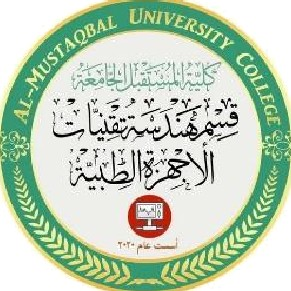 AL-MUSTAQBAL UNIVERSITY COLLEGE
كلية المستقبل الجامعة
قسم هندسة تقنيات
الأجهزة الطبية
أسست عام ٢٠٢٠